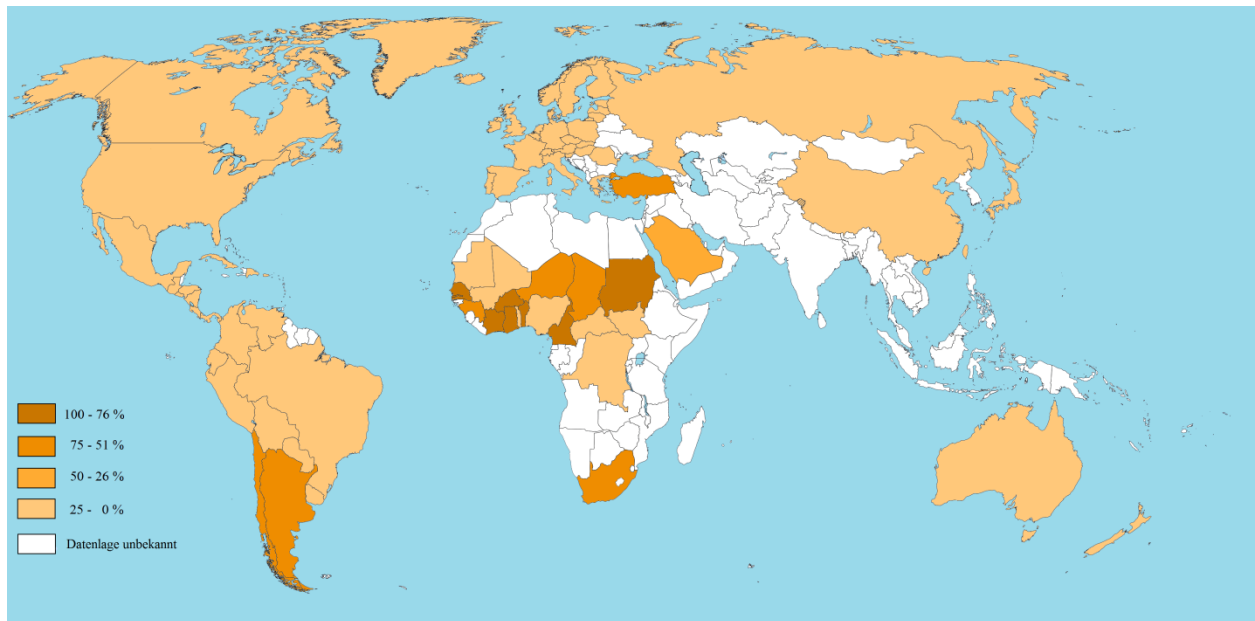 100 - 76 %
75 - 51 %
50 - 26 %
25 - 0 %
Datenlage unbekannt